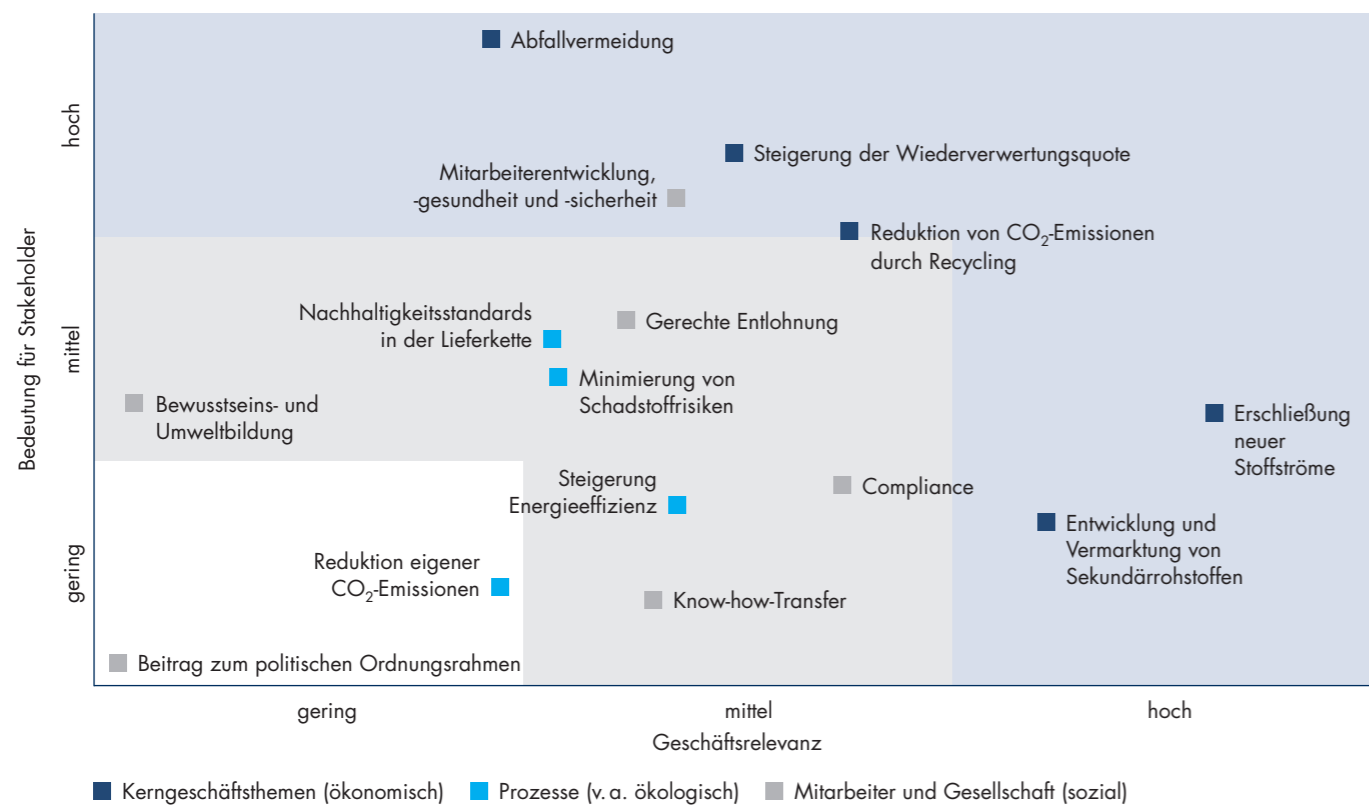 Abfallvermeidung
Steigerung der Wiederverwertungsquote
Mitarbeiterentwicklung,
-gesundheit und -sicherheit
Reduktion von CO₂-Emissionen
durch Recycling
Nachhaltigkeitsstandards
in der Lieferkette
Gerechte Entlohnung
Minimierung von
Schadstoffrisiken
Bewusstseins- und
Umweltbildung
Erschließung
neuer
Stoffströme
Steigerung
Energieeffizienz
Compliance
Entwicklung und
Vermarktung von
Sekundärrohstoffen
Reduktion eigener
CO₂-Emissionen
Know-how-Transfer
Beitrag zum politischen Ordnungsrahmen
Bedeutung für Stakeholder
hoch
mittel
gering
gering
mittel
hoch
Geschäftsrelevanz
Kerngeschäftsthemen (ökonomisch)
Prozesse (v. a. ökologisch)
Mitarbeiter und Gesellschaft (sozial)